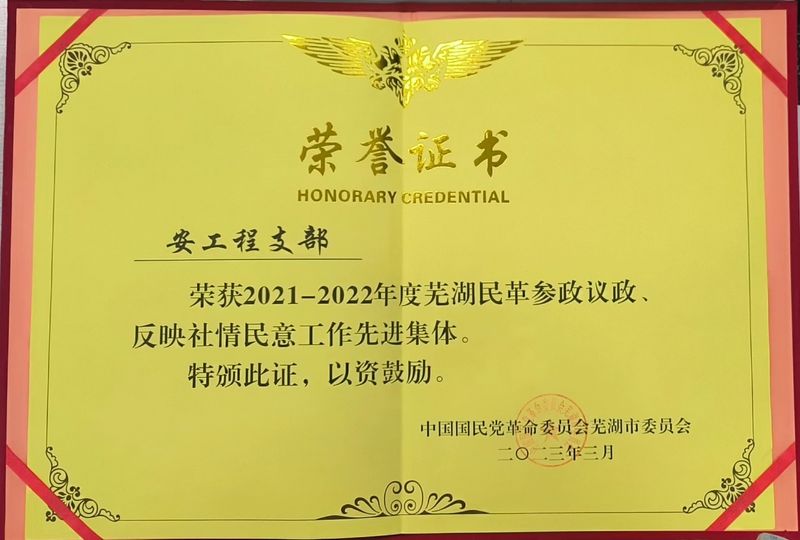 荣誉证书
HONORARY CREDENTIAL
安工程支部
荣获2021-2022年度芜湖民革参政议政、
反映社情民意工作先进集体。
特颁此证，以资鼓励。
中国国民党革命委员会芜湖市委员会
二〇二三年三月